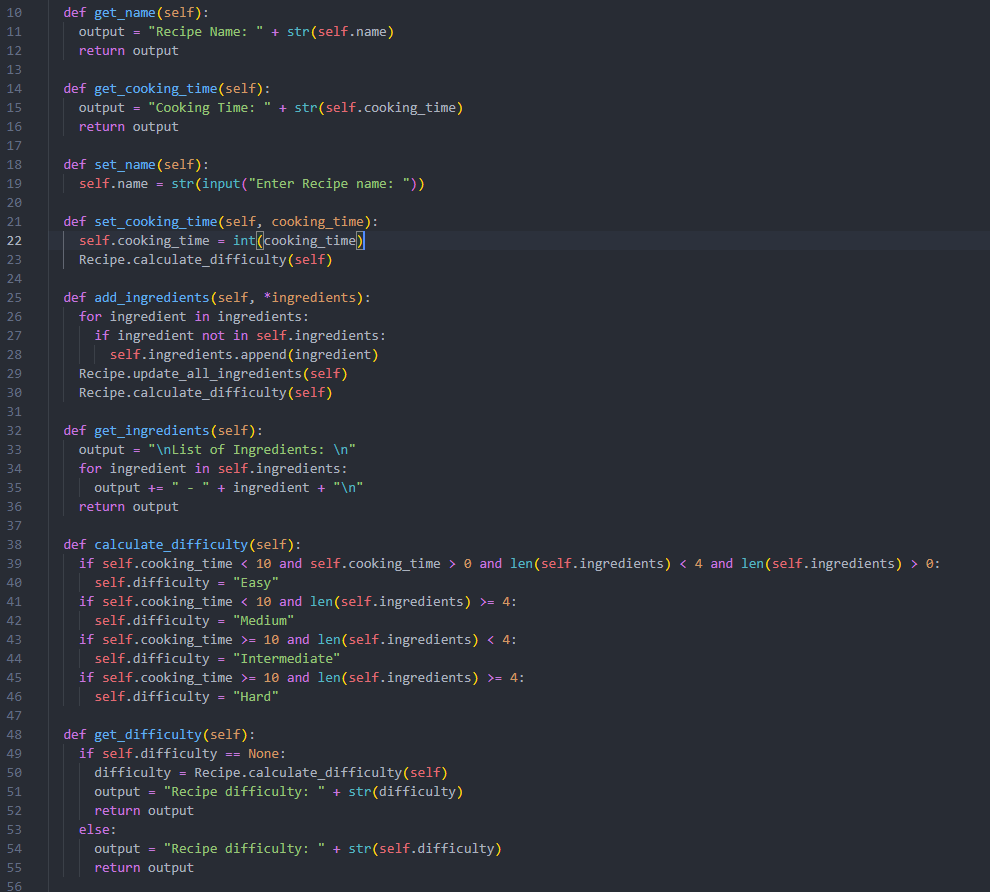 10 def get_name(self):
11 output = "Recipe Name: " + str(self.name)
12 return output
13
14 def get_cooking_time(self):
15 output = "Cooking Time: " + str(self.cooking_time)
16 return output
17
18 def set_name(self):
19 self.name = str(input("Enter Recipe name: "))
20
21 def set_cooking_time(self, cooking_time):
22 self.cooking_time = int(cooking_time)
23 Recipe.calculate_difficulty(self)
24
25 def add_ingredients(self, *ingredients):
26 for ingredient in ingredients:
27 if ingredient not in self.ingredients:
28 self.ingredients.append(ingredient)
29 Recipe.update_all_ingredients(self)
30 Recipe.calculate_difficulty(self)
31
32 def get_ingredients(self):
33 output = "\nList of Ingredients: \n"
34 for ingredient in self.ingredients:
35 output += " - " + ingredient + "\n"
36 return output
37
38 def calculate_difficulty(self):
39 if self.cooking_time < 10 and self.cooking_time > 0 and len(self.ingredients) < 4 and len(self.ingredients) > 0:
40 self.difficulty = "Easy"
41 if self.cooking_time < 10 and len(self.ingredients) >= 4:
42 self.difficulty = "Medium"
43 if self.cooking_time >= 10 and len(self.ingredients) < 4:
44 self.difficulty = "Intermediate"
45 if self.cooking_time >= 10 and len(self.ingredients) >= 4:
46 self.difficulty = "Hard"
47
48 def get_difficulty(self):
49 if self.difficulty == None:
50 difficulty = Recipe.calculate_difficulty(self)
51 output = "Recipe difficulty: " + str(difficulty)
52 return output
53 else:
54 output = "Recipe difficulty: " + str(self.difficulty)
55 return output
56